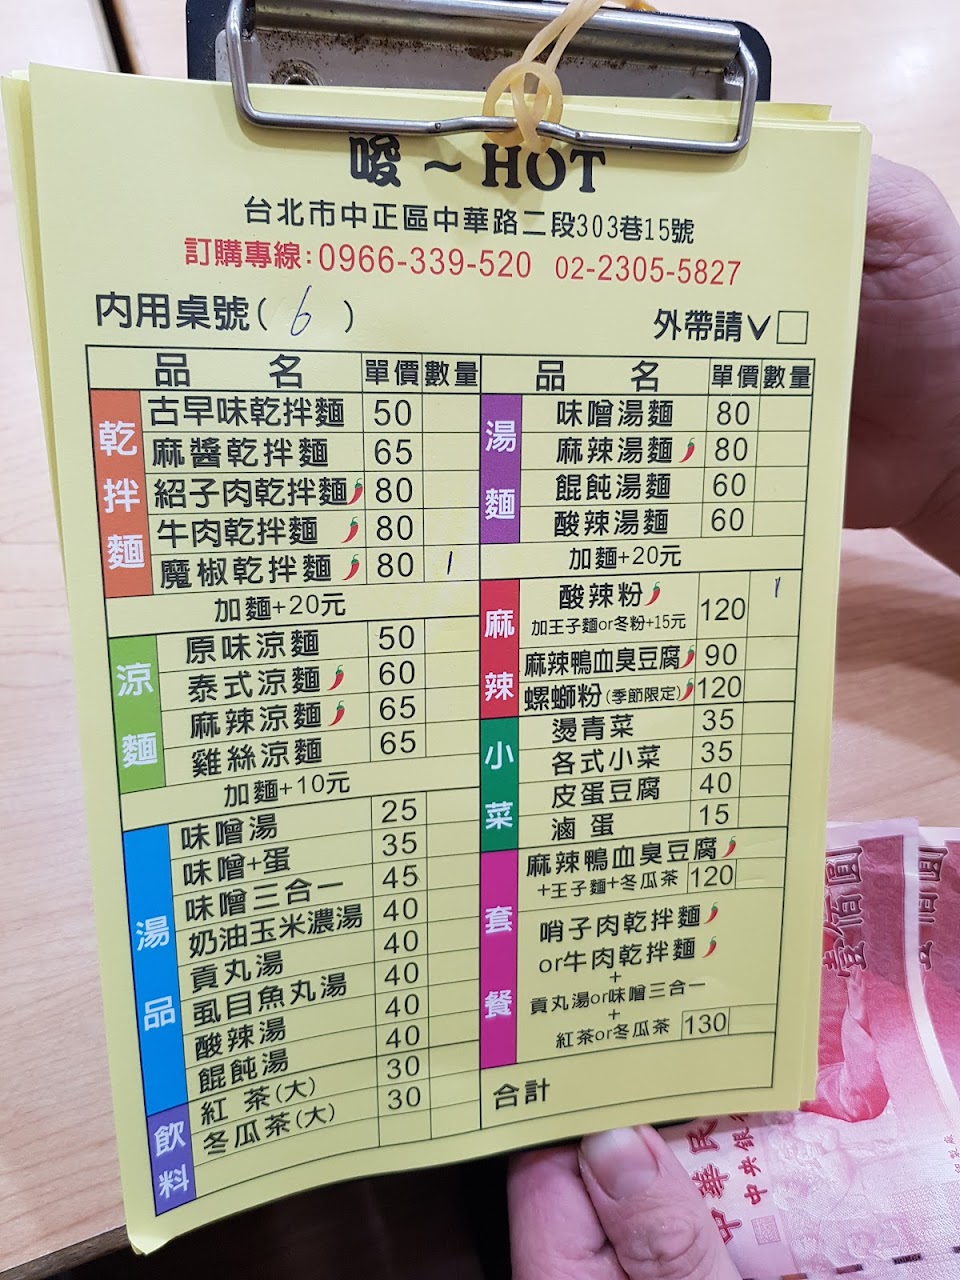 唆～HOT
台北市中正區中華路二段303巷15號
訂購專線:0966-339-520 02-2305-5827
內用桌號( 6 )
外帶請✓□
品名 單價 數量
乾拌麵
古早味乾拌麵 50
麻醬乾拌麵 65
紹子肉乾拌麵 80
牛肉乾拌麵 80
魔椒乾拌麵 80 1
加麵+20元
涼麵
原味涼麵 50
泰式涼麵 60
麻辣涼麵 65
雞絲涼麵 65
加麵+10元
湯品
味噌湯 25
味噌+蛋 35
味噌三合一 45
奶油玉米濃湯 40
貢丸湯 40
虱目魚丸湯 40
酸辣湯 40
餛飩湯 40
飲料
紅茶(大) 30
冬瓜茶(大) 30
品名 單價 數量
湯麵
味噌湯麵 80
麻辣湯麵 80
餛飩湯麵 60
酸辣湯麵 60
加麵+20元
麻辣
酸辣粉 120 1
加王子麵or冬粉+15元
麻辣鴨血臭豆腐 90
螺螄粉(季節限定) 120
小菜
燙青菜 35
各式小菜 35
皮蛋豆腐 40
滷蛋 15
套餐
麻辣鴨血臭豆腐
+王子麵+冬瓜茶 120
哨子肉乾拌麵
or牛肉乾拌麵
+
貢丸湯or味噌三合一
+
紅茶or冬瓜茶 130
合計
壹佰圓
佰圓
中華民
中央銀